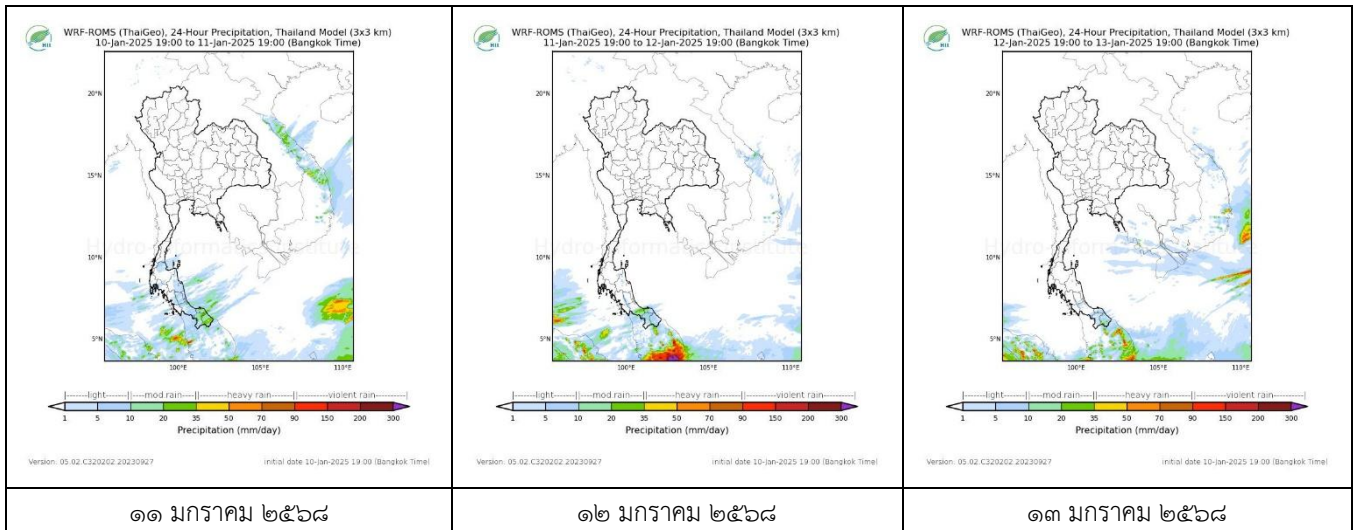 WRF-ROMS (ThaiGeo), 24-Hour Precipitation, Thailand Model (3x3 km)
10-Jan-2025 19:00 to 11-Jan-2025 19:00 (Bangkok Time)
HII
20°N
15°N
10°N
5°N
100°E 105°E 110°E
Hydro-Informatics Institute
|------light------||----mod rain----||------heavy rain------||------violent rain------|
1 5 10 20 35 50 70 90 150 200 300
Precipitation (mm/day)
Version: 05.02.C320202.20230927 initial date 10-Jan-2025 19:00 (Bangkok Time)
๑๑ มกราคม ๒๕๖๘
WRF-ROMS (ThaiGeo), 24-Hour Precipitation, Thailand Model (3x3 km)
11-Jan-2025 19:00 to 12-Jan-2025 19:00 (Bangkok Time)
HII
20°N
15°N
10°N
5°N
100°E 105°E 110°E
Hydro-Informatics Institute
|------light------||----mod rain----||------heavy rain------||------violent rain------|
1 5 10 20 35 50 70 90 150 200 300
Precipitation (mm/day)
Version: 05.02.C320202.20230927 initial date 10-Jan-2025 19:00 (Bangkok Time)
๑๒ มกราคม ๒๕๖๘
WRF-ROMS (ThaiGeo), 24-Hour Precipitation, Thailand Model (3x3 km)
12-Jan-2025 19:00 to 13-Jan-2025 19:00 (Bangkok Time)
HII
20°N
15°N
10°N
5°N
100°E 105°E 110°E
Hydro-Informatics Institute
|------light------||----mod rain----||------heavy rain------||------violent rain------|
1 5 10 20 35 50 70 90 150 200 300
Precipitation (mm/day)
Version: 05.02.C320202.20230927 initial date 10-Jan-2025 19:00 (Bangkok Time)
๑๓ มกราคม ๒๕๖๘